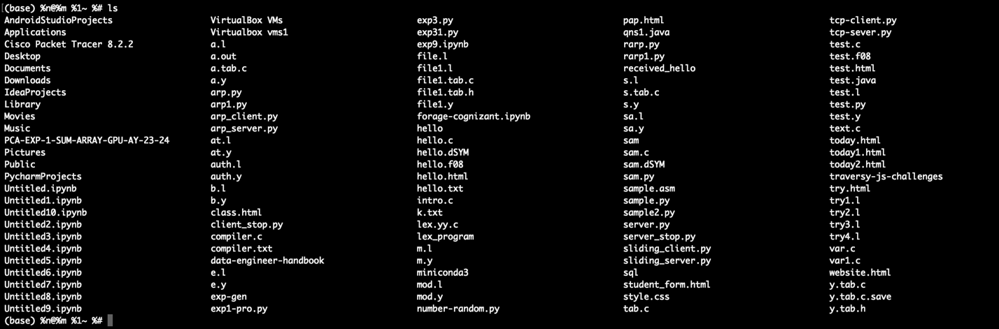 (base) %n@%m %1~ %# ls
AndroidStudioProjects VirtualBox VMs exp3.py pap.html tcp-client.py
Applications Virtualbox vms1 exp31.py qns1.java tcp-sever.py
Cisco Packet Tracer 8.2.2 a.l exp9.ipynb rarp.py test.c
Desktop a.out file.l rarp1.py test.f08
Documents a.tab.c file1.l received_hello test.html
Downloads a.y file1.tab.c s.l test.java
IdeaProjects arp.py file1.tab.h s.tab.c test.l
Library arp1.py file1.y s.y test.py
Movies arp_client.py forage-cognizant.ipynb sa.l test.y
Music arp_server.py hello sa.y text.c
PCA-EXP-1-SUM-ARRAY-GPU-AY-23-24 at.l hello.c sam today.html
Pictures at.y hello.dSYM sam.c today1.html
Public auth.l hello.f08 sam.dSYM today2.html
PycharmProjects auth.y hello.html sam.py traversy-js-challenges
Untitled.ipynb b.l hello.txt sample.asm try.html
Untitled1.ipynb b.y intro.c sample.py try1.l
Untitled10.ipynb class.html k.txt sample2.py try2.l
Untitled2.ipynb client_stop.py lex.yy.c server.py try3.l
Untitled3.ipynb compiler.c lex_program server_stop.py try4.l
Untitled4.ipynb compiler.txt m.l sliding_client.py var.c
Untitled5.ipynb data-engineer-handbook m.y sliding_server.py var1.c
Untitled6.ipynb e.l miniconda3 sql website.html
Untitled7.ipynb e.y mod.l student_form.html y.tab.c
Untitled8.ipynb exp-gen mod.y style.css y.tab.c.save
Untitled9.ipynb exp1-pro.py number-random.py tab.c y.tab.h
(base) %n@%m %1~ %#